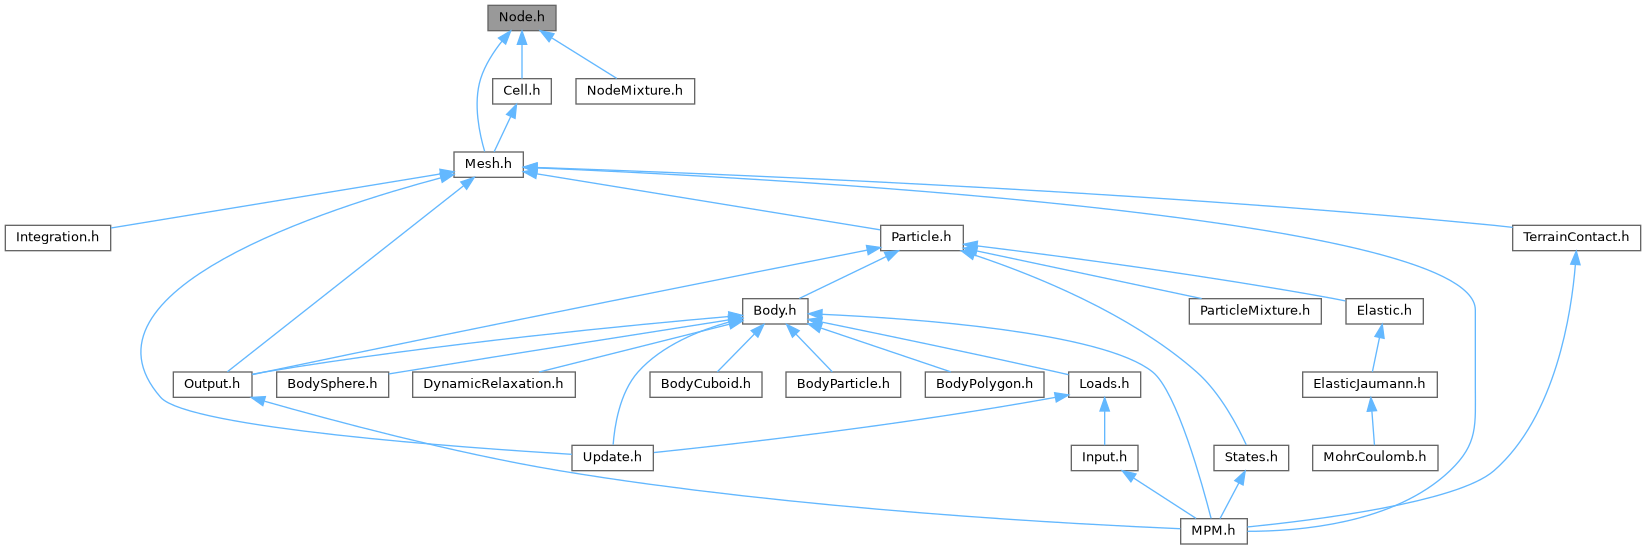 Node.h
Cell.h
NodeMixture.h
Mesh.h
Integration.h
Particle.h
TerrainContact.h
Body.h
ParticleMixture.h
Elastic.h
Output.h
BodySphere.h
DynamicRelaxation.h
BodyCuboid.h
BodyParticle.h
BodyPolygon.h
Loads.h
ElasticJaumann.h
Update.h
Input.h
States.h
MohrCoulomb.h
MPM.h